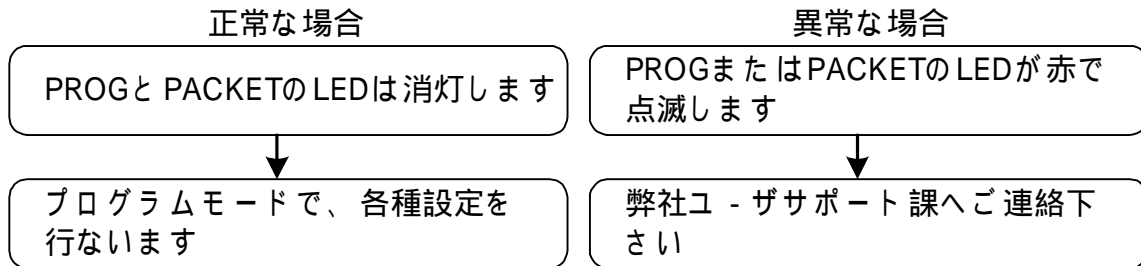 正常な場合
PROGとPACKETのLEDは消灯します
プログラムモードで、各種設定を
行ないます
異常な場合
PROGまたはPACKETのLEDが赤で
点滅します
弊社ユ-ザサポート課へご連絡下
さい